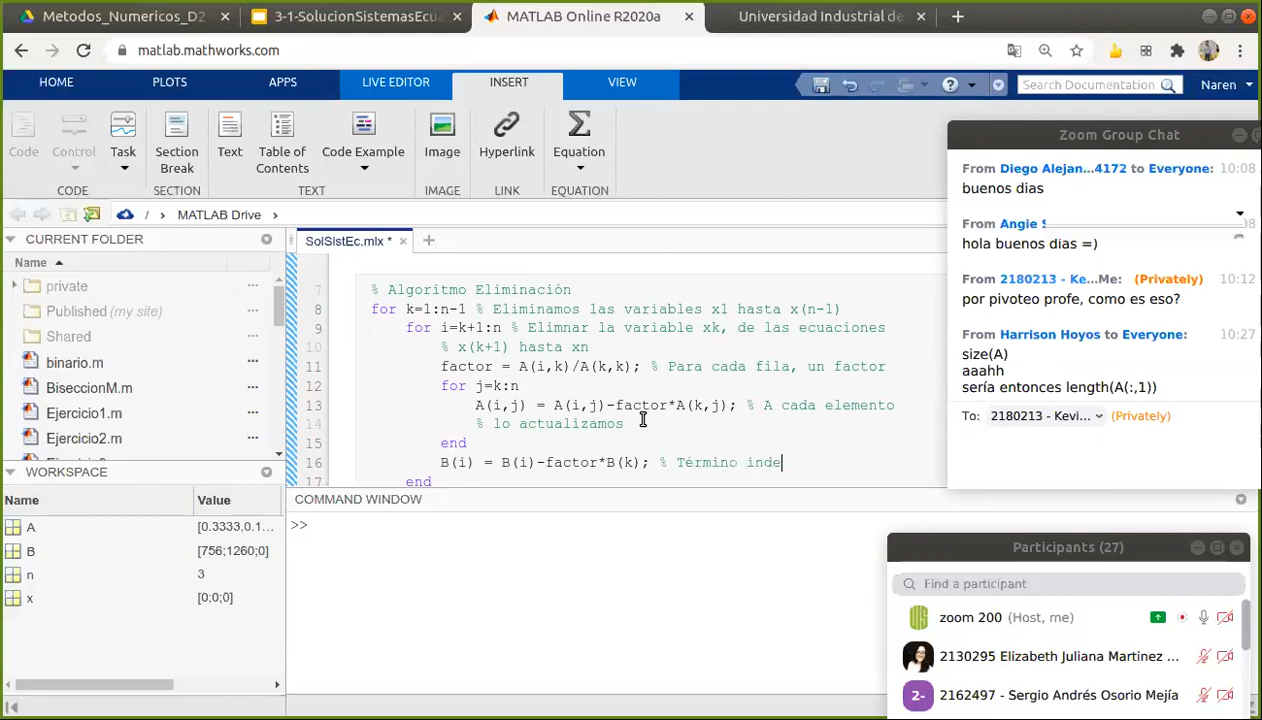 Metodos_Numericos_D2
3-1-SolucionSistemasEcu
MATLAB Online R2020a
Universidad Industrial de
matlab.mathworks.com
HOME
PLOTS
APPS
LIVE EDITOR
INSERT
VIEW
Search Documentation
Naren
Code
Control
Task
Section Break
Text
Table of Contents
Code Example
Image
Hyperlink
Equation
CODE
SECTION
TEXT
IMAGE
LINK
EQUATION
/ › MATLAB Drive ›
CURRENT FOLDER
Name
private
Published (my site)
Shared
binario.m
BiseccionM.m
Ejercicio1.m
Ejercicio2.m
WORKSPACE
Name Value
A [0.3333,0.1...
B [756;1260;0]
n 3
x [0;0;0]
SolSistEc.mlx *
7 % Algoritmo Eliminación
8 for k=1:n-1 % Eliminamos las variables x1 hasta x(n-1)
9 for i=k+1:n % Elimnar la variable xk, de las ecuaciones
10 % x(k+1) hasta xn
11 factor = A(i,k)/A(k,k); % Para cada fila, un factor
12 for j=k:n
13 A(i,j) = A(i,j)-factor*A(k,j); % A cada elemento
14 % lo actualizamos
15 end
16 B(i) = B(i)-factor*B(k); % Término inde
17 end
COMMAND WINDOW
>>
Zoom Group Chat
From Diego Alejan...4172 to Everyone: 10:08
buenos dias
From Angie
hola buenos dias =)
From 2180213 - Ke...Me: (Privately) 10:12
por pivoteo profe, como es eso?
From Harrison Hoyos to Everyone: 10:27
size(A)
aaahh
sería entonces length(A(:,1))
To: 2180213 - Kevi... (Privately)
Participants (27)
Find a participant
zoom 200 (Host, me)
2130295 Elizabeth Juliana Martinez ...
2- 2162497 - Sergio Andrés Osorio Mejía